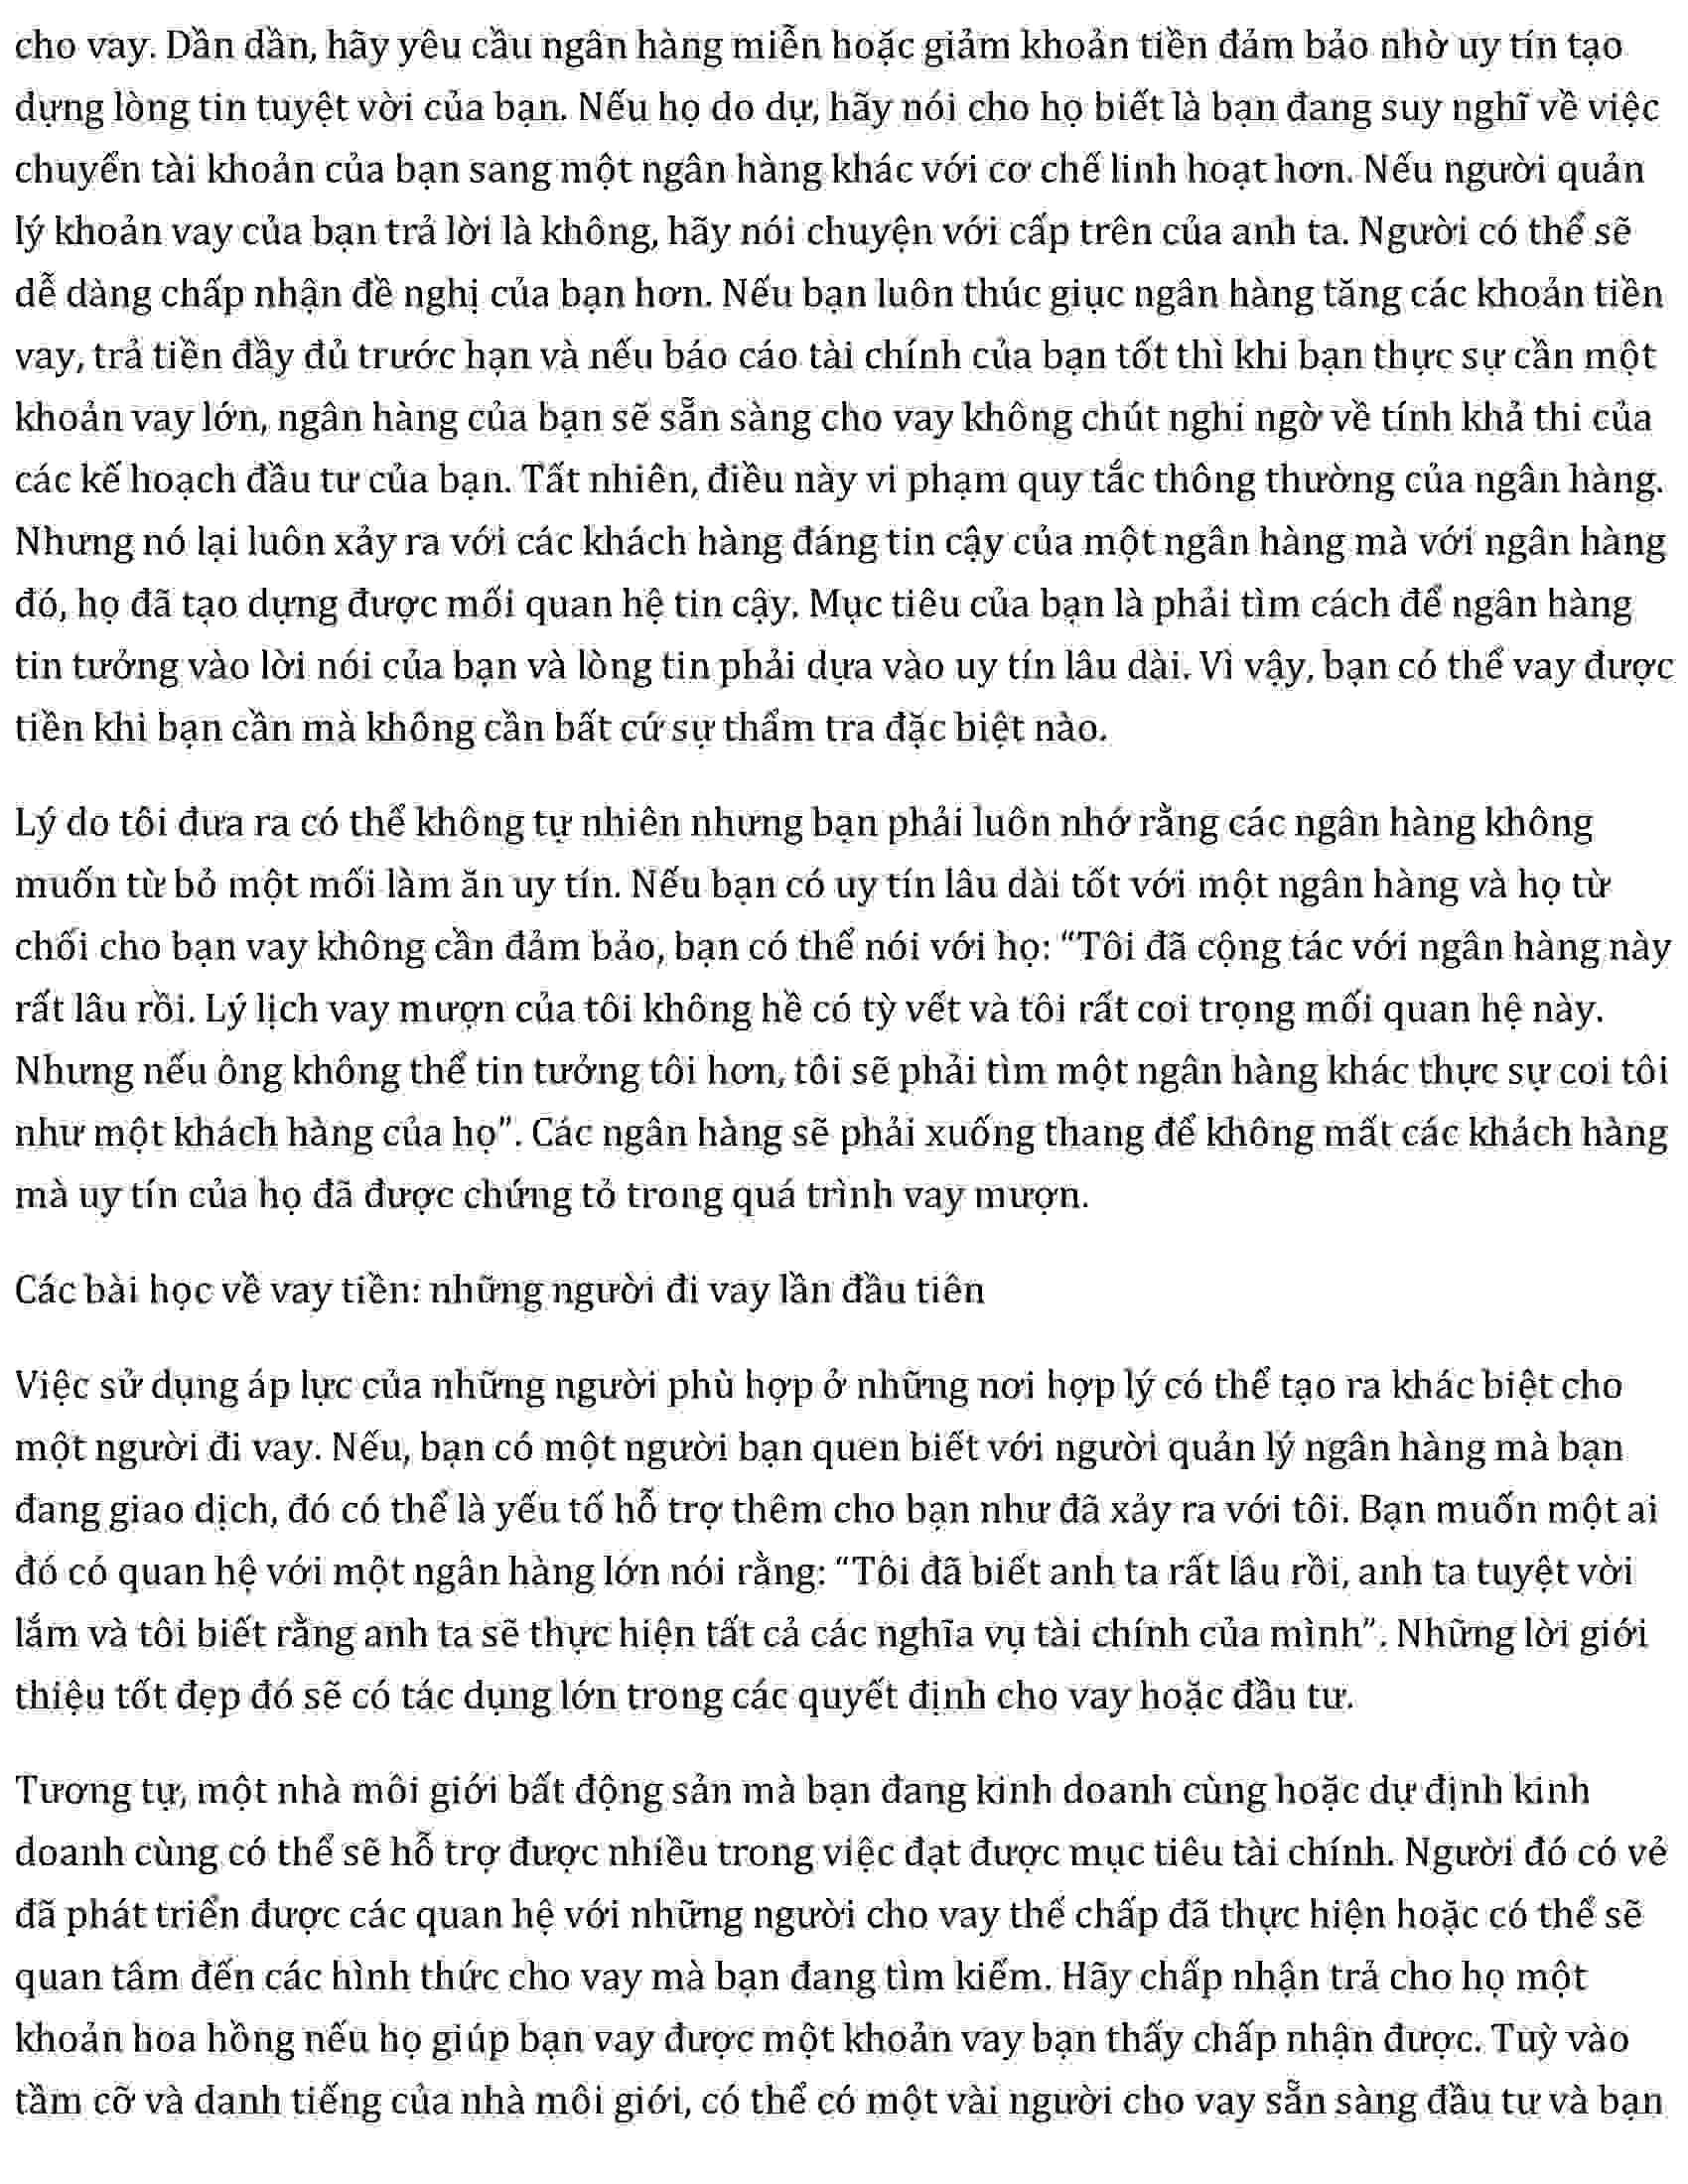 cho vay. Dần dần, hãy yêu cầu ngân hàng miễn hoặc giảm khoản tiền đảm bảo nhờ uy tín tạo
dựng lòng tin tuyệt vời của bạn. Nếu họ do dự, hãy nói cho họ biết là bạn đang suy nghĩ về việc
chuyển tài khoản của bạn sang một ngân hàng khác với cơ chế linh hoạt hơn. Nếu người quản
lý khoản vay của bạn trả lời là không, hãy nói chuyện với cấp trên của anh ta. Người có thể sẽ
dễ dàng chấp nhận đề nghị của bạn hơn. Nếu bạn luôn thúc giục ngân hàng tăng các khoản tiền
vay, trả tiền đầy đủ trước hạn và nếu báo cáo tài chính của bạn tốt thì khi bạn thực sự cần một
khoản vay lớn, ngân hàng của bạn sẽ sẵn sàng cho vay không chút nghi ngờ về tính khả thi của
các kế hoạch đầu tư của bạn. Tất nhiên, điều này vi phạm quy tắc thông thường của ngân hàng.
Nhưng nó lại luôn xảy ra với các khách hàng đáng tin cậy của một ngân hàng mà với ngân hàng
đó, họ đã tạo dựng được mối quan hệ tin cậy. Mục tiêu của bạn là phải tìm cách để ngân hàng
tin tưởng vào lời nói của bạn và lòng tin phải dựa vào uy tín lâu dài. Vì vậy, bạn có thể vay được
tiền khi bạn cần mà không cần bất cứ sự thẩm tra đặc biệt nào.
Lý do tôi đưa ra có thể không tự nhiên nhưng bạn phải luôn nhớ rằng các ngân hàng không
muốn từ bỏ một mối làm ăn uy tín. Nếu bạn có uy tín lâu dài tốt với một ngân hàng và họ từ
chối cho bạn vay không cần đảm bảo, bạn có thể nói với họ: “Tôi đã cộng tác với ngân hàng này
rất lâu rồi. Lý lịch vay mượn của tôi không hề có tỳ vết và tôi rất coi trọng mối quan hệ này.
Nhưng nếu ông không thể tin tưởng tôi hơn, tôi sẽ phải tìm một ngân hàng khác thực sự coi tôi
như một khách hàng của họ”. Các ngân hàng sẽ phải xuống thang để không mất các khách hàng
mà uy tín của họ đã được chứng tỏ trong quá trình vay mượn.
Các bài học về vay tiền: những người đi vay lần đầu tiên
Việc sử dụng áp lực của những người phù hợp ở những nơi hợp lý có thể tạo ra khác biệt cho
một người đi vay. Nếu, bạn có một người bạn quen biết với người quản lý ngân hàng mà bạn
đang giao dịch, đó có thể là yếu tố hỗ trợ thêm cho bạn như đã xảy ra với tôi. Bạn muốn một ai
đó có quan hệ với một ngân hàng lớn nói rằng: “Tôi đã biết anh ta rất lâu rồi, anh ta tuyệt vời
lắm và tôi biết rằng anh ta sẽ thực hiện tất cả các nghĩa vụ tài chính của mình”. Những lời giới
thiệu tốt đẹp đó sẽ có tác dụng lớn trong các quyết định cho vay hoặc đầu tư.
Tương tự, một nhà môi giới bất động sản mà bạn đang kinh doanh cùng hoặc dự định kinh
doanh cùng có thể sẽ hỗ trợ được nhiều trong việc đạt được mục tiêu tài chính. Người đó có vẻ
đã phát triển được các quan hệ với những người cho vay thế chấp đã thực hiện hoặc có thể sẽ
quan tâm đến các hình thức cho vay mà bạn đang tìm kiếm. Hãy chấp nhận trả cho họ một
khoản hoa hồng nếu họ giúp bạn vay được một khoản vay bạn thấy chấp nhận được. Tuỳ vào
tầm cỡ và danh tiếng của nhà môi giới, có thể có một vài người cho vay sẵn sàng đầu tư và bạn